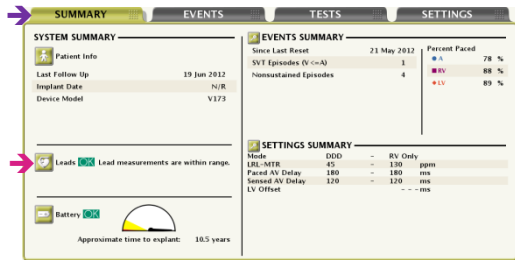 SUMMARY EVENTS TESTS SETTINGS
SYSTEM SUMMARY
Patient Info
Last Follow Up 19 Jun 2012
Implant Date N/R
Device Model V173
Leads OK Lead measurements are within range.
Battery OK
Approximate time to explant: 10.5 years
EVENTS SUMMARY
Since Last Reset 21 May 2012
SVT Episodes (V <=A) 1
Nonsustained Episodes 4
Percent Paced
A 78 %
RV 88 %
LV 89 %
SETTINGS SUMMARY
Mode DDD - RV Only
LRL-MTR 45 - 130 ppm
Paced AV Delay 180 - 180 ms
Sensed AV Delay 120 - 120 ms
LV Offset - - - ms